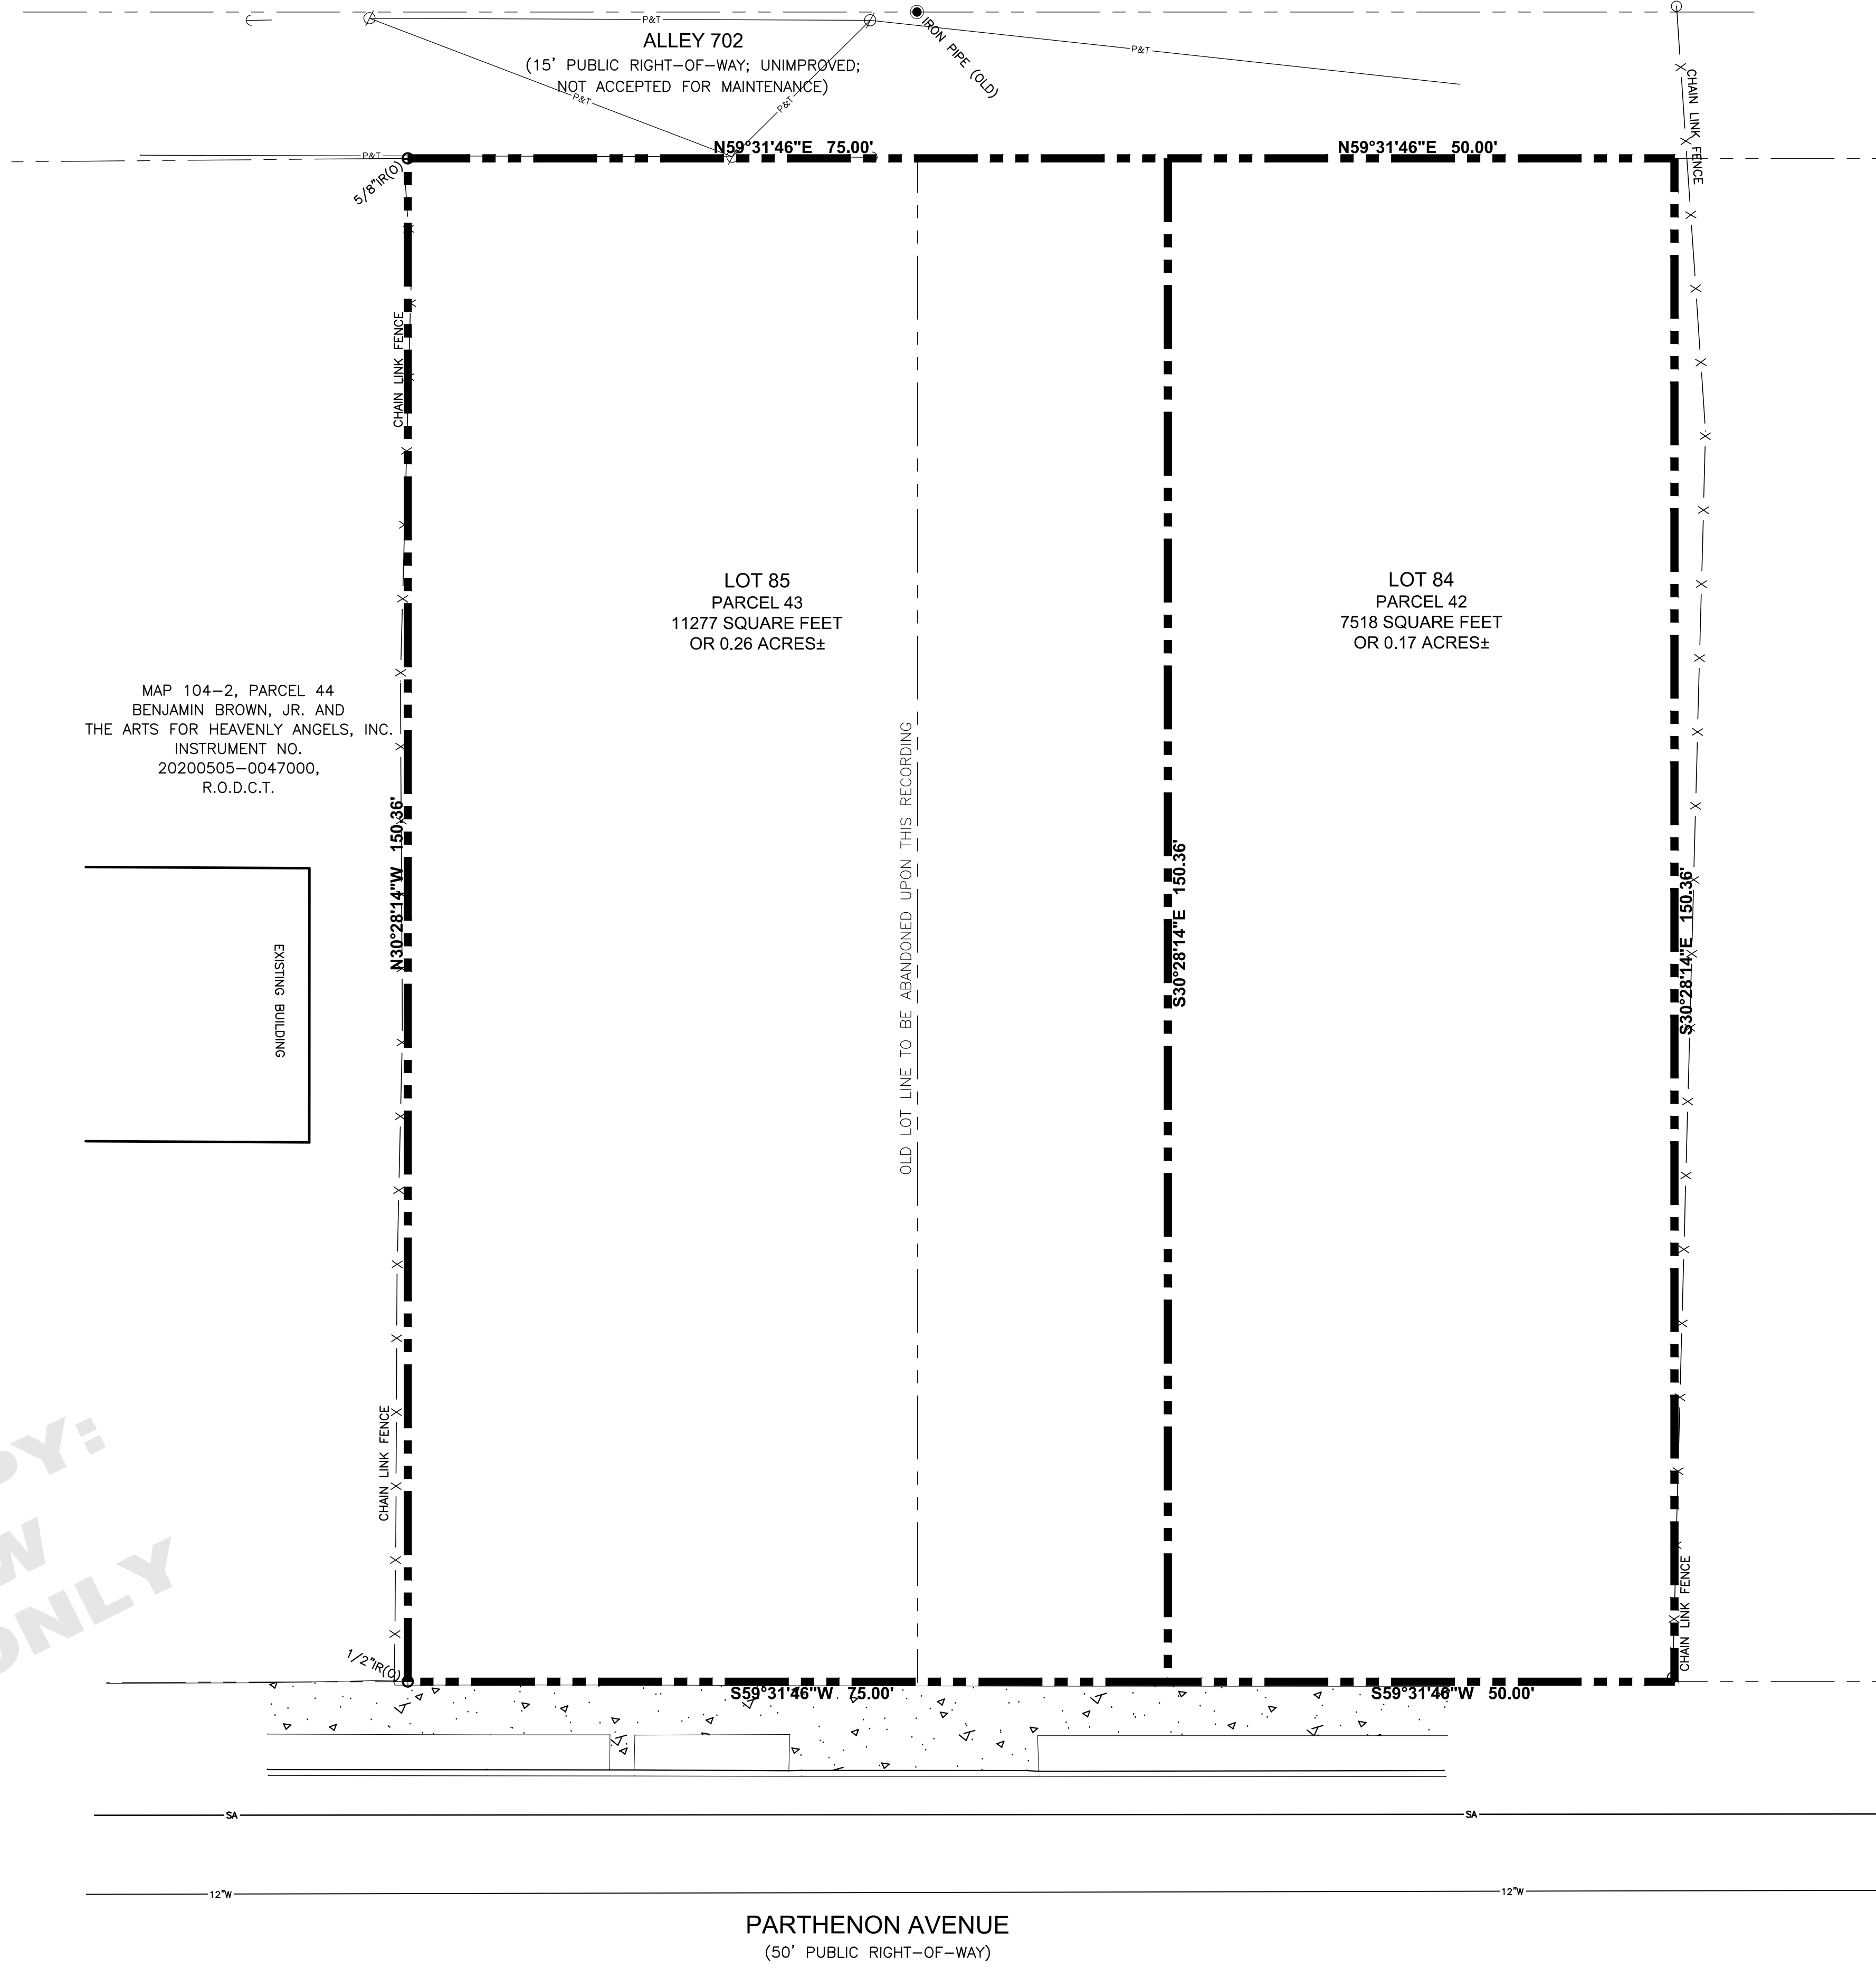 P&T
ALLEY 702
(15' PUBLIC RIGHT-OF-WAY; UNIMPROVED;
NOT ACCEPTED FOR MAINTENANCE)
P&T
P&T
IRON PIPE (OLD)
P&T
CHAIN LINK FENCE
P&T
N59°31'46"E 75.00'
N59°31'46"E 50.00'
5/8"IR(O)
CHAIN LINK FENCE
LOT 85
PARCEL 43
11277 SQUARE FEET
OR 0.26 ACRES±
LOT 84
PARCEL 42
7518 SQUARE FEET
OR 0.17 ACRES±
MAP 104-2, PARCEL 44
BENJAMIN BROWN, JR. AND
THE ARTS FOR HEAVENLY ANGELS, INC.
INSTRUMENT NO.
20200505-0047000,
R.O.D.C.T.
N30°28'14"W 150.36'
OLD LOT LINE TO BE ABANDONED UPON THIS RECORDING
S30°28'14"E 150.36'
S30°28'14"E 150.36'
EXISTING BUILDING
CHAIN LINK FENCE
ONLY
CHAIN LINK FENCE
1/2"IR(O)
S59°31'46"W 75.00'
S59°31'46"W 50.00'
SA
SA
12"W
12"W
PARTHENON AVENUE
(50' PUBLIC RIGHT-OF-WAY)